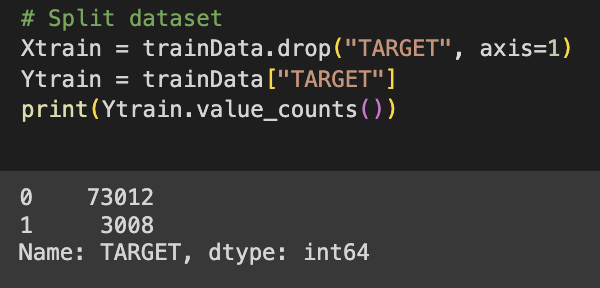 # Split dataset
Xtrain = trainData.drop("TARGET", axis=1)
Ytrain = trainData["TARGET"]
print(Ytrain.value_counts())
0    73012
1     3008
Name: TARGET, dtype: int64